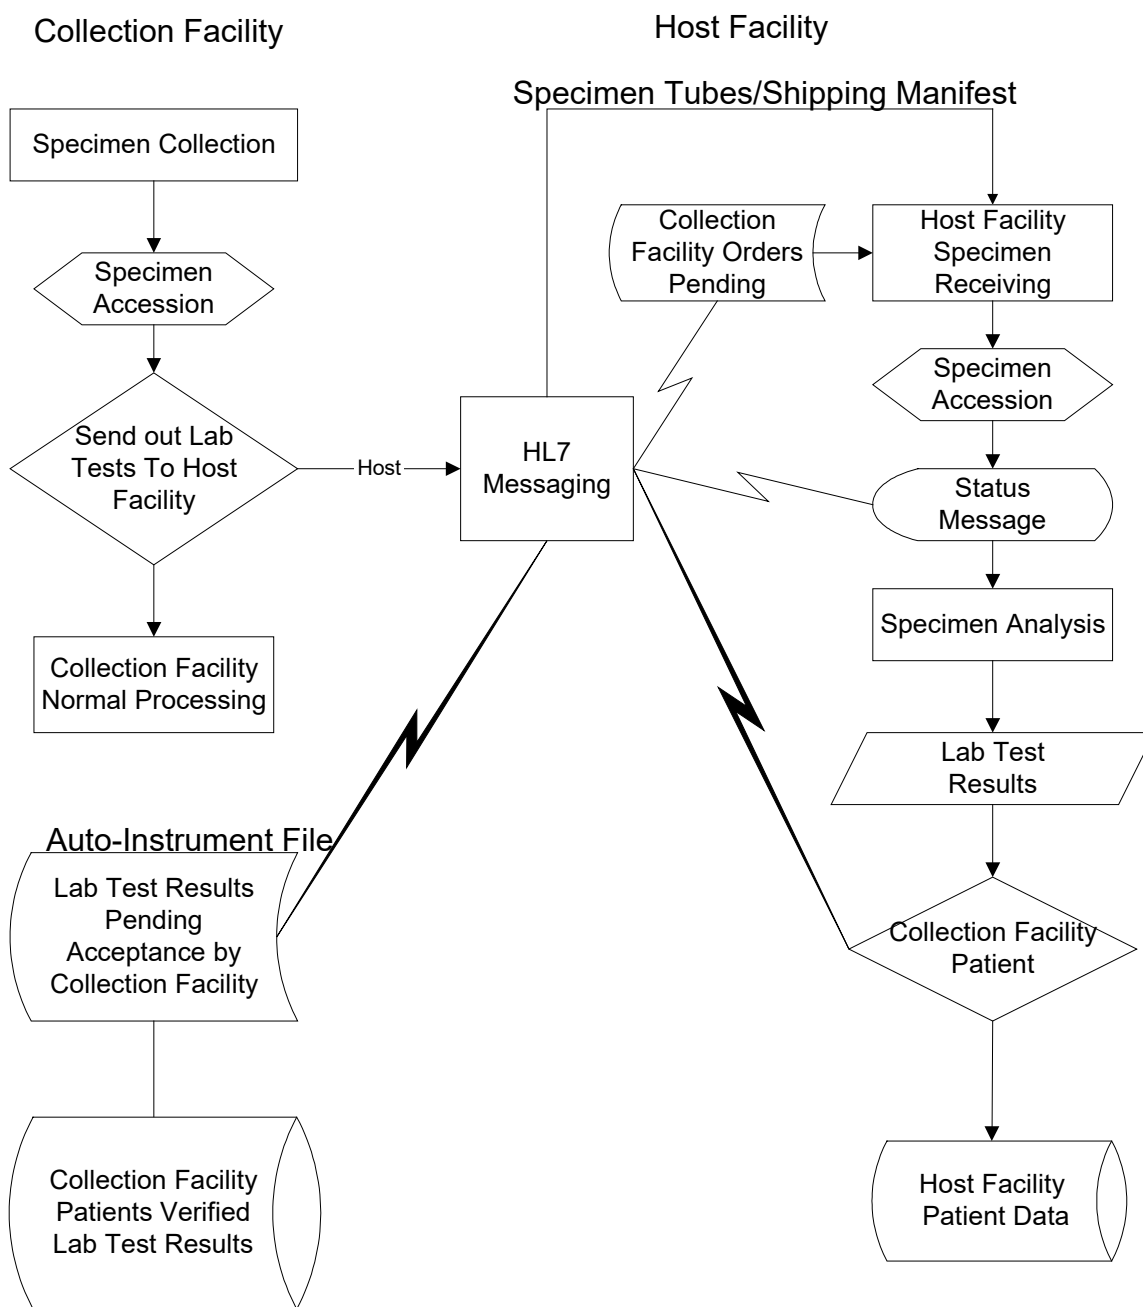 Collection Facility
Host Facility
Specimen Tubes/Shipping Manifest
Specimen Collection
Collection
Facility Orders
Pending
Host Facility
Specimen
Receiving
Specimen
Accession
Specimen
Accession
Send out Lab
Tests To Host
Facility
Host
HL7
Messaging
Status
Message
Specimen Analysis
Collection Facility
Normal Processing
Lab Test
Results
Auto-Instrument File
Lab Test Results
Pending
Acceptance by
Collection Facility
Collection Facility
Patient
Collection Facility
Patients Verified
Lab Test Results
Host Facility
Patient Data